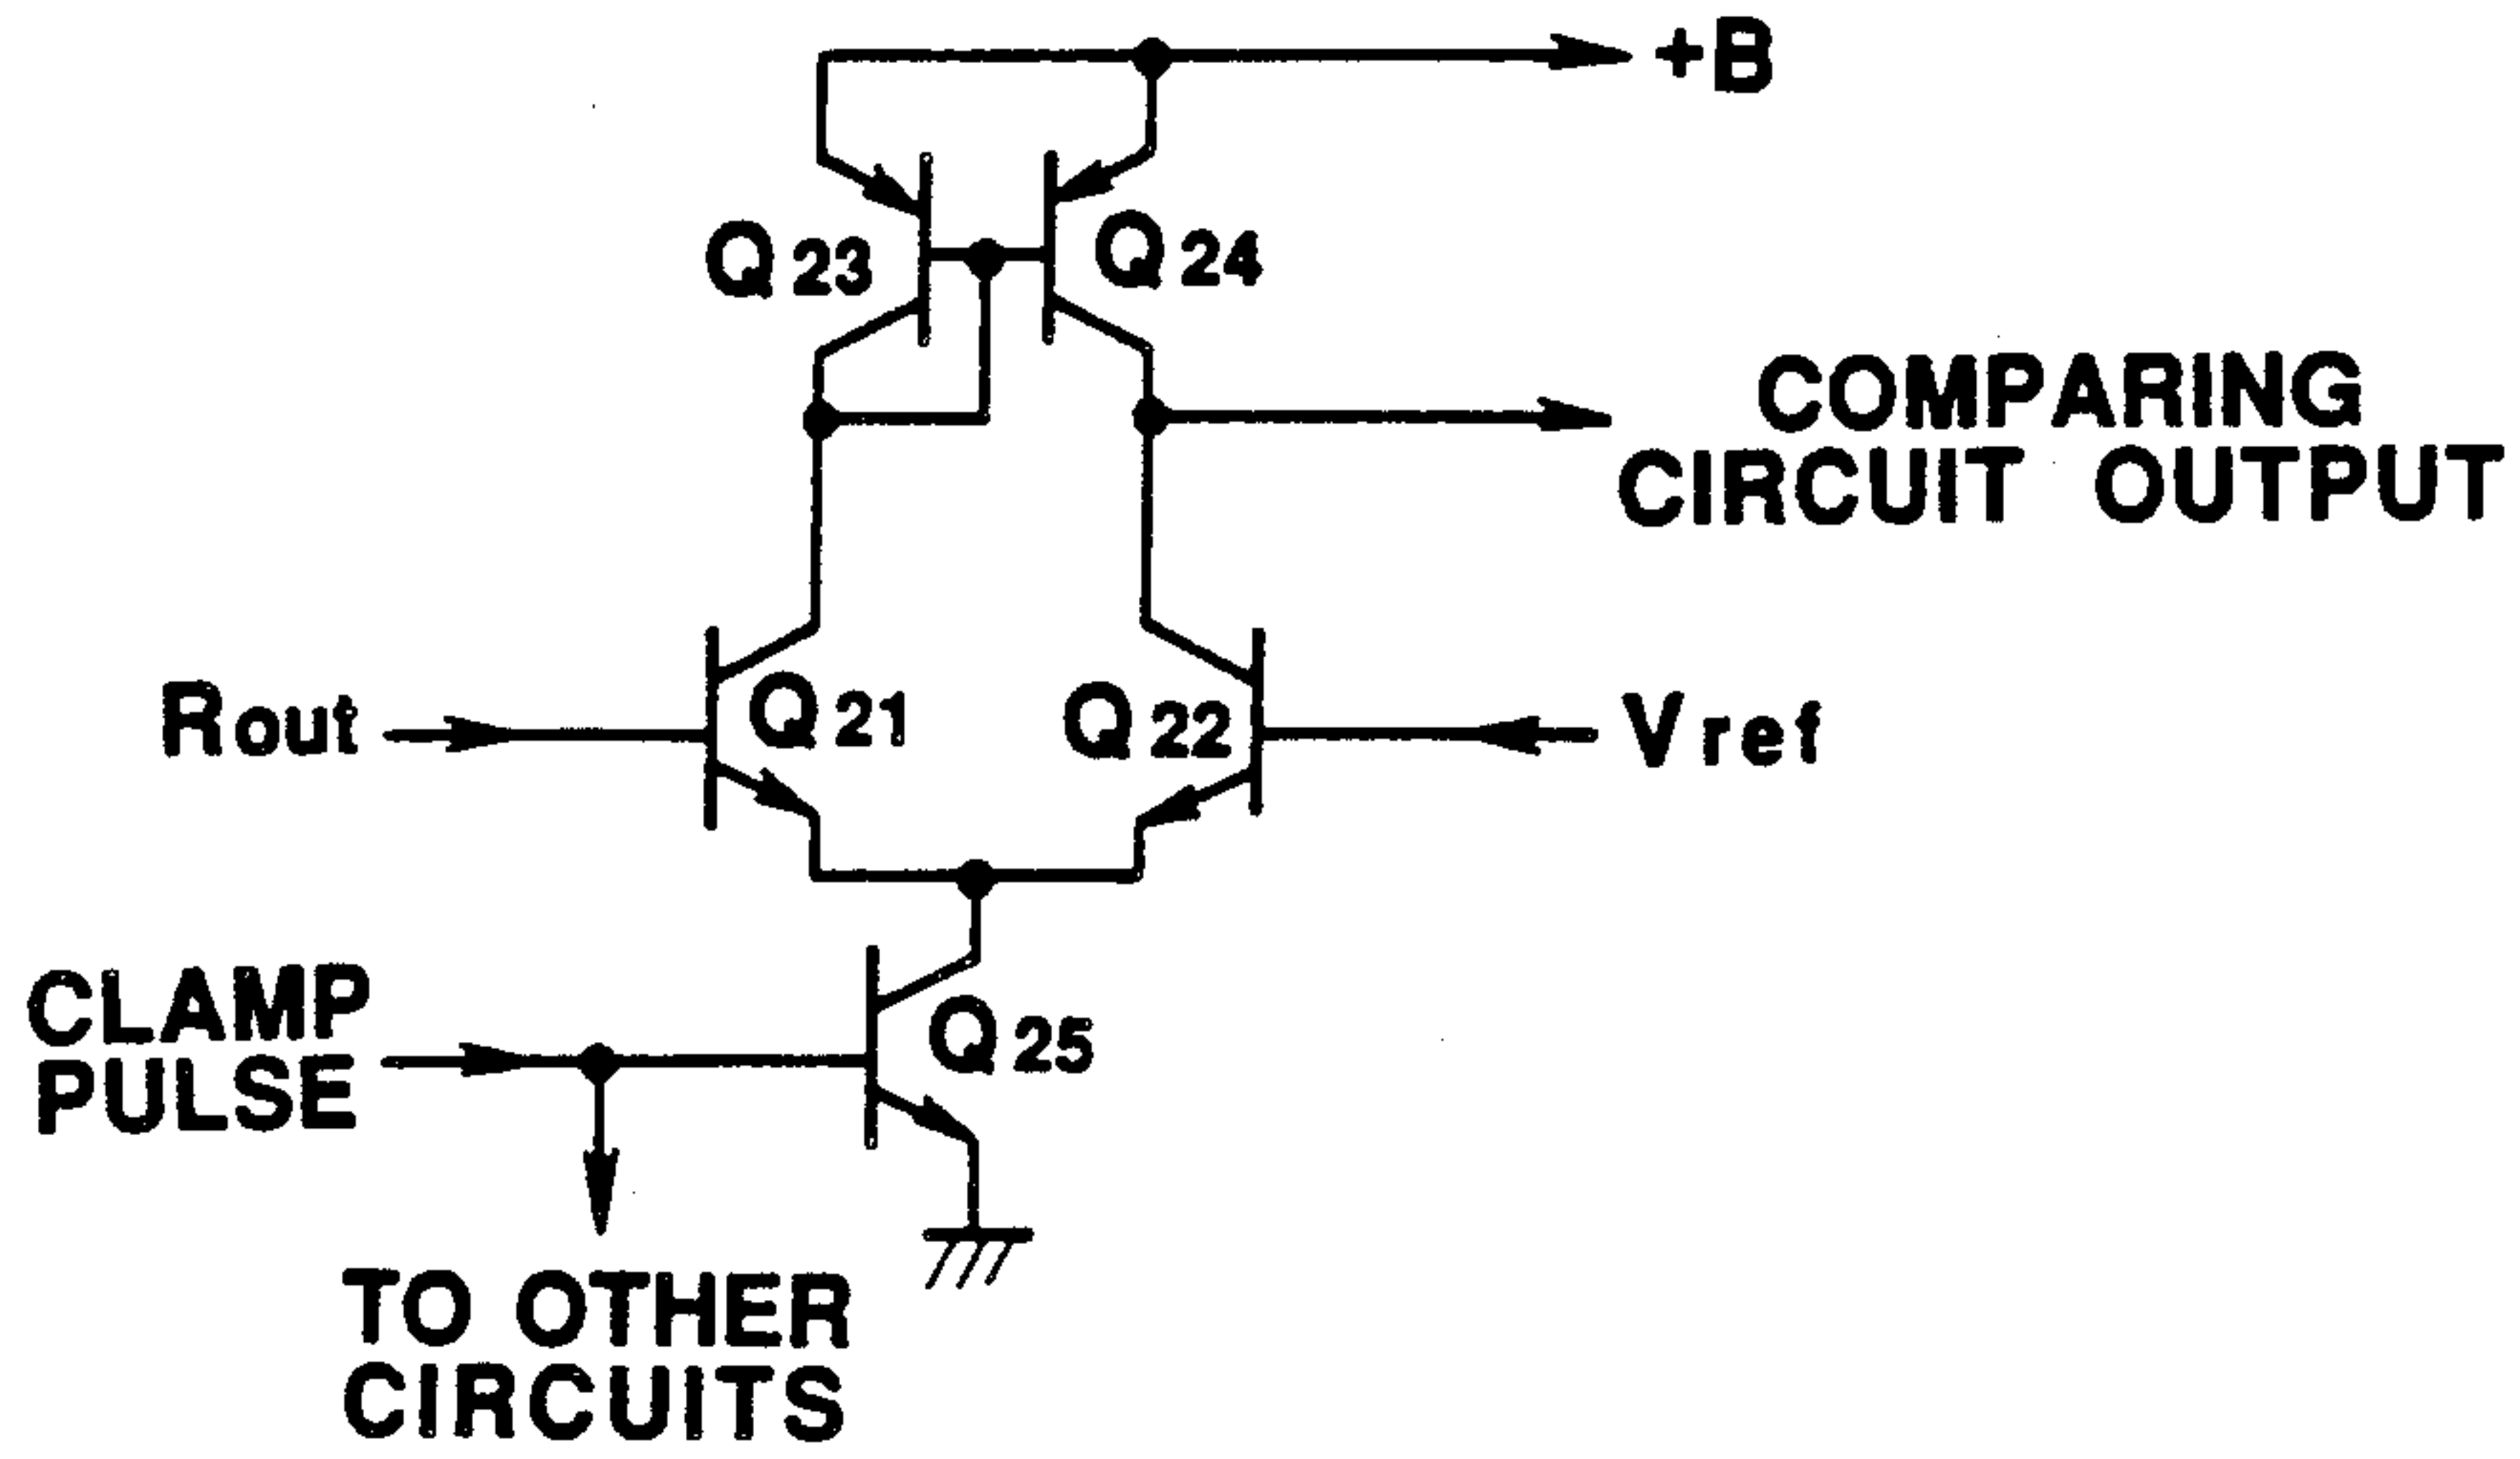 +B
Q23
Q24
COMPARING
CIRCUIT OUTPUT
Rout
Q21
Q22
Vref
CLAMP
PULSE
Q25
TO OTHER
CIRCUITS